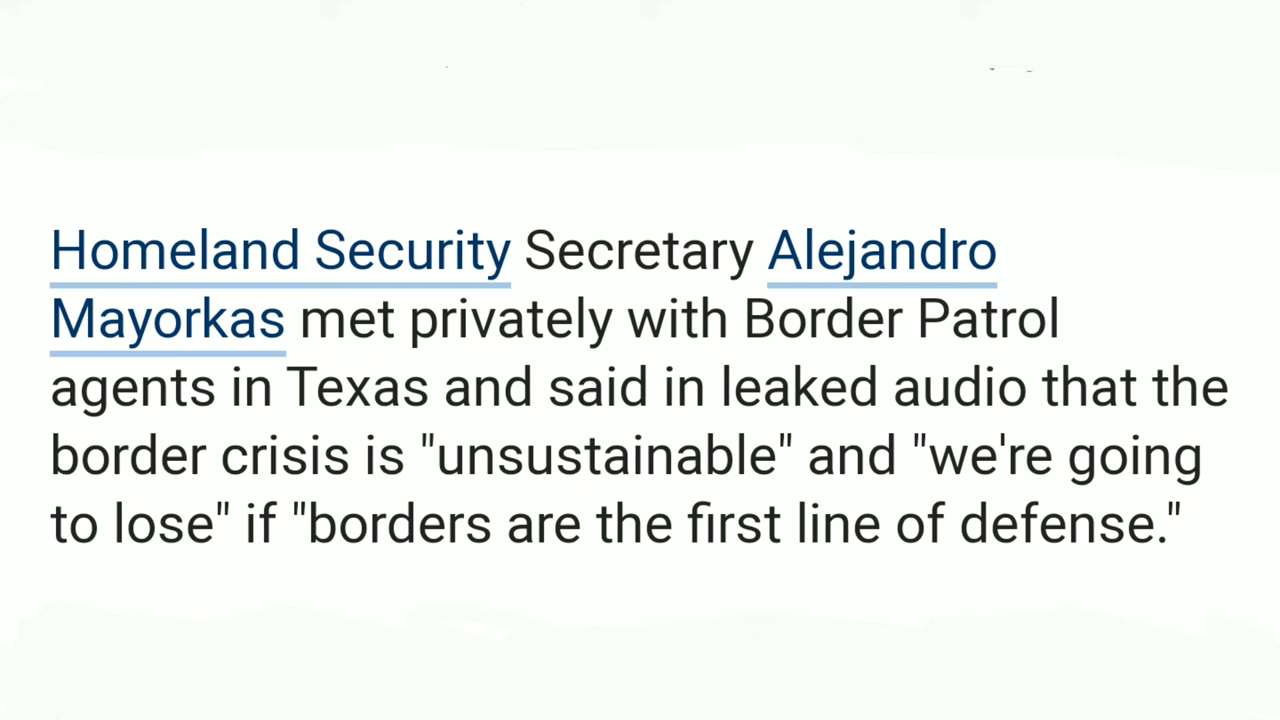 Homeland Security Secretary Alejandro
Mayorkas met privately with Border Patrol
agents in Texas and said in leaked audio that the
border crisis is "unsustainable" and "we're going
to lose" if "borders are the first line of defense."